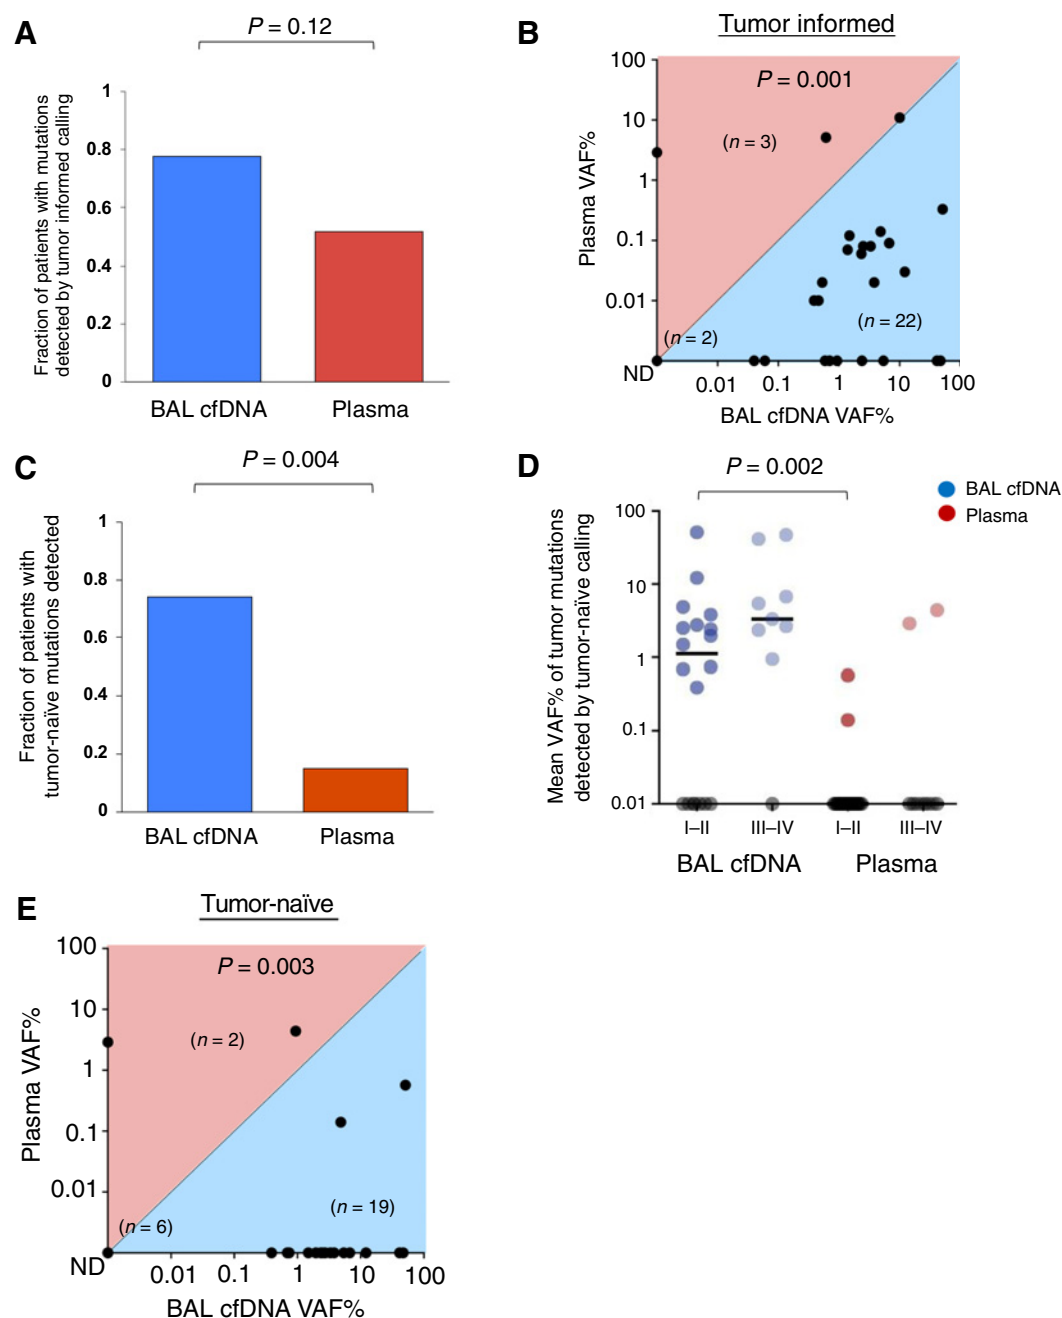 A
P = 0.12
Fraction of patients with mutations
detected by tumor informed calling
1
0.8
0.6
0.4
0.2
0
BAL cfDNA
Plasma
B
Tumor informed
P = 0.001
(n = 3)
(n = 22)
(n = 2)
Plasma VAF%
100
10
1
0.1
0.01
ND
0.01
0.1
1
10
100
BAL cfDNA VAF%
C
P = 0.004
Fraction of patients with
tumor-naïve mutations detected
1
0.8
0.6
0.4
0.2
0
BAL cfDNA
Plasma
D
P = 0.002
BAL cfDNA
Plasma
Mean VAF% of tumor mutations
detected by tumor-naïve calling
100
10
1
0.1
0.01
I–II
III–IV
I–II
III–IV
BAL cfDNA
Plasma
E
Tumor-naïve
P = 0.003
(n = 2)
(n = 19)
(n = 6)
Plasma VAF%
100
10
1
0.1
0.01
ND
0.01
0.1
1
10
100
BAL cfDNA VAF%